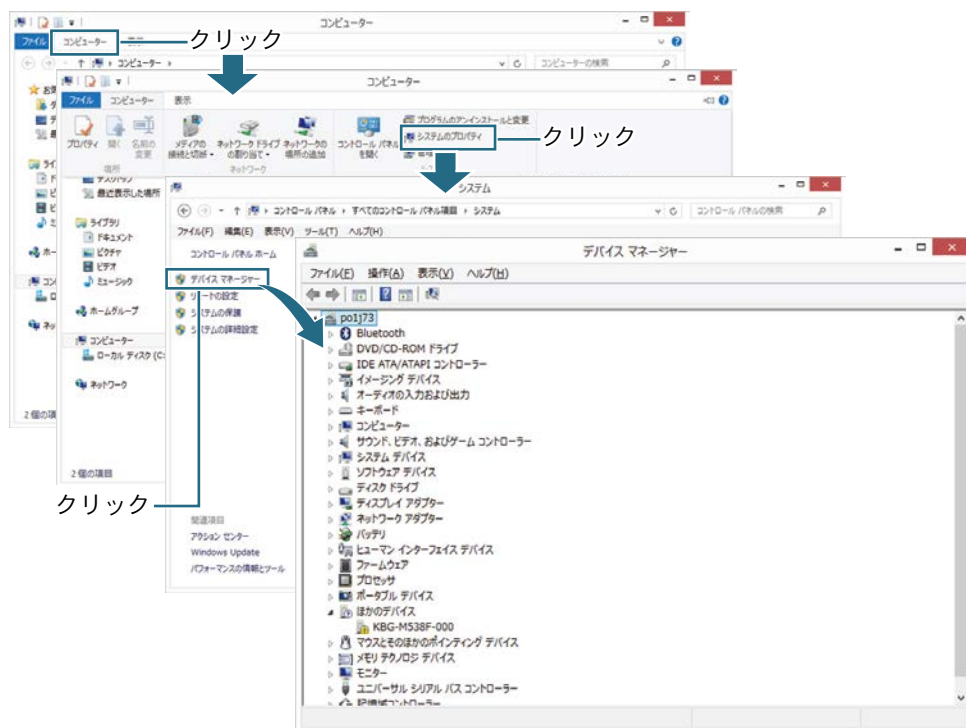 コンピューター
ファイル コンピューター
クリック
コンピューター
コンピューターの検索
コンピューター
ファイル コンピューター 表示
プロパティ 開く 名前の変更
メディアの接続と切断
ネットワーク ドライブの割り当て
ネットワークの場所の追加
コントロール パネルを開く
プログラムのアンインストールと変更
システムのプロパティ
クリック
場所 ネットワーク
最近表示した場所
ライブラリ
ドキュメント
ピクチャ
ビデオ
ミュージック
ホームグループ
コンピューター
ローカル ディスク (C:
ネットワーク
2 個の項目
2 個の項
システム
コントロール パネル すべてのコントロール パネル項目 システム
コントロール パネルの検索
ファイル(F) 編集(E) 表示(V) ツール(T) ヘルプ(H)
コントロール パネル ホーム
デバイス マネージャー
リモートの設定
システムの保護
システムの詳細設定
クリック
関連項目
アクション センター
Windows Update
パフォーマンスの情報とツール
デバイス マネージャー
ファイル(F) 操作(A) 表示(V) ヘルプ(H)
po1j73
Bluetooth
DVD/CD-ROM ドライブ
IDE ATA/ATAPI コントローラー
イメージング デバイス
オーディオの入力および出力
キーボード
コンピューター
サウンド、ビデオ、およびゲーム コントローラー
システム デバイス
ソフトウェア デバイス
ディスク ドライブ
ディスプレイ アダプター
ネットワーク アダプター
バッテリ
ヒューマン インターフェイス デバイス
ファームウェア
プロセッサ
ポータブル デバイス
ほかのデバイス
KBG-M538F-000
マウスとそのほかのポインティング デバイス
メモリ テクノロジ デバイス
モニター
ユニバーサル シリアル バス コントローラー
記憶域コントローラー